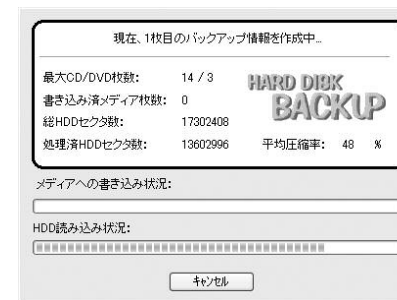 現在、1枚目のバックアップ情報を作成中...
最大CD/DVD枚数: 14 / 3
書き込み済メディア枚数: 0
総HDDセクタ数: 17302408
処理済HDDセクタ数: 13602996 平均圧縮率: 48 %
HARD DISK
BACKUP
メディアへの書き込み状況:
HDD読み込み状況:
キャンセル